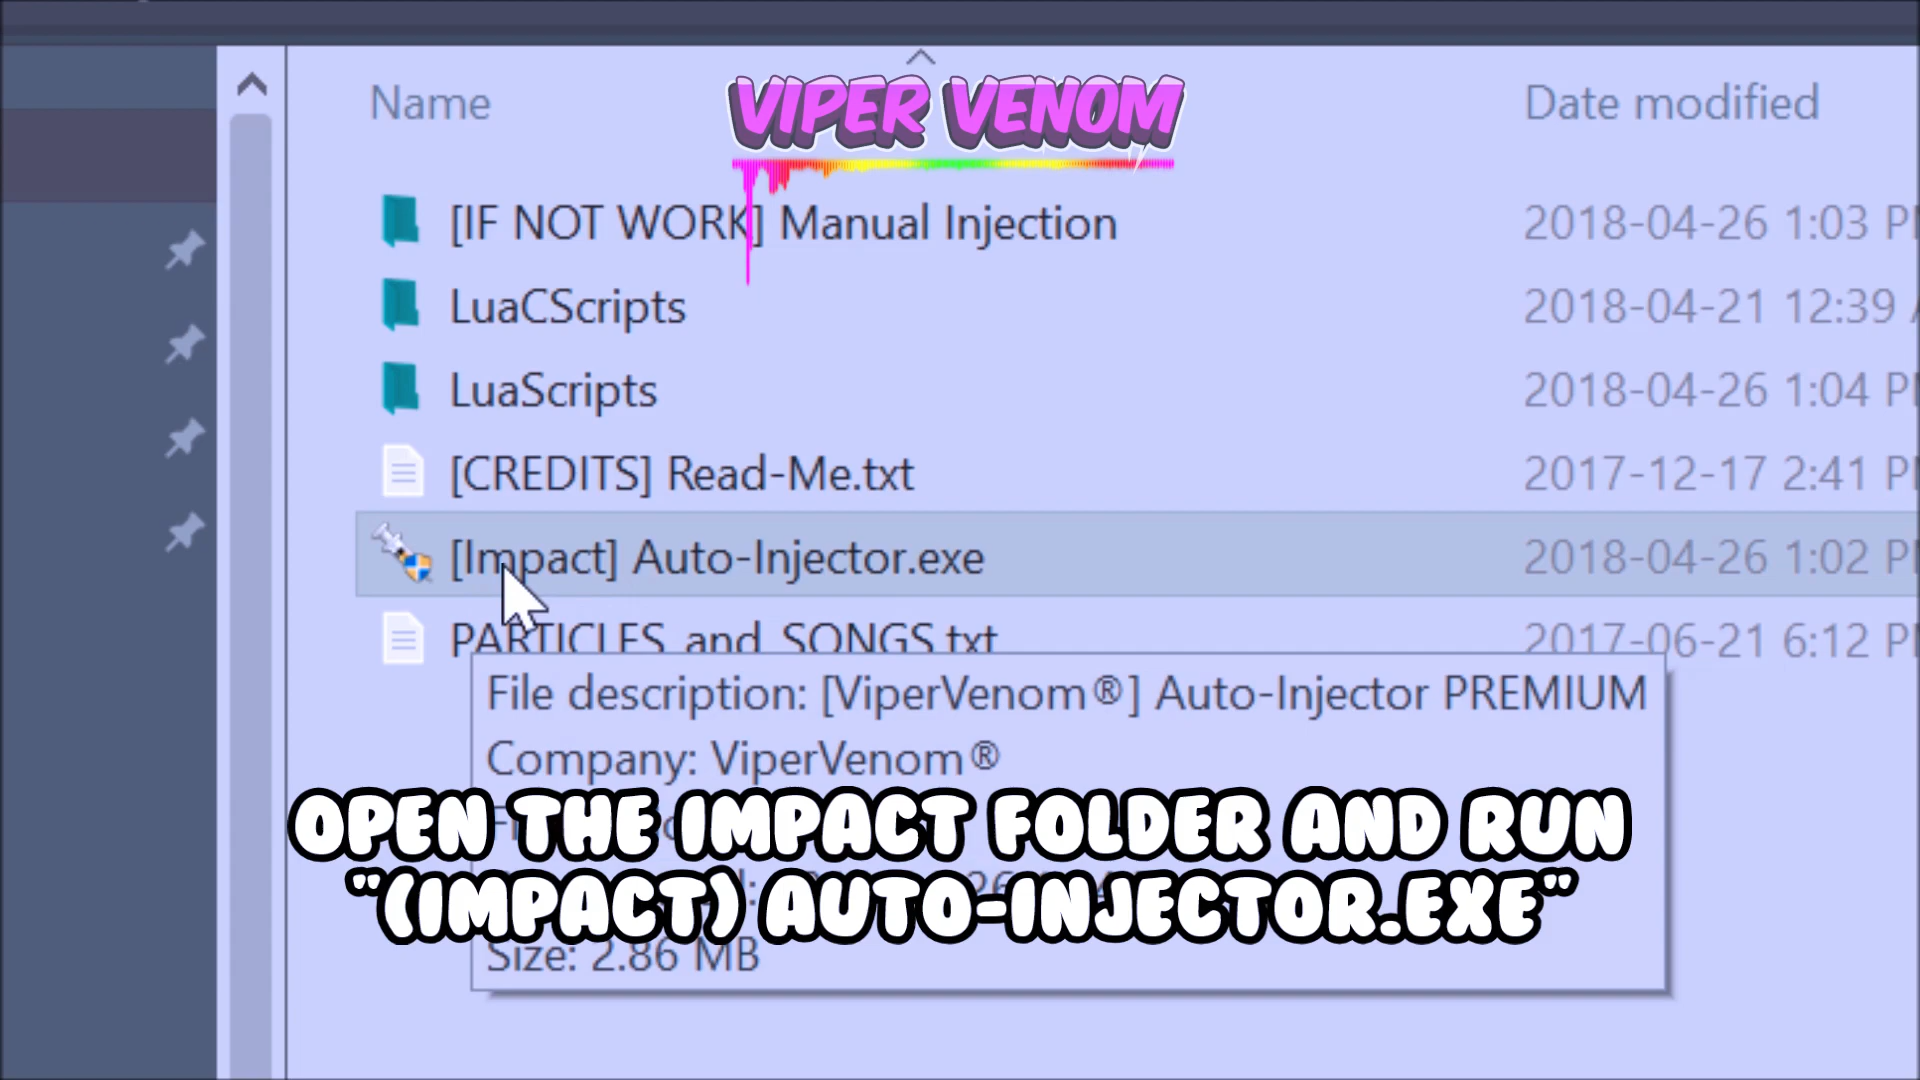 Name
VIPER VENOM
Date modified
[IF NOT WORK] Manual Injection
2018-04-26 1:03
LuaCScripts
2018-04-21 12:39
LuaScripts
2018-04-26 1:04
[CREDITS] Read-Me.txt
2017-12-17 2:41
[Impact] Auto-Injector.exe
2018-04-26 1:02
PARTICLES_and_SONGS.txt
2017-06-21 6:12
File description: [ViperVenom®] Auto-Injector PREMIUM
Company: ViperVenom®
OPEN THE IMPACT FOLDER AND RUN
"(IMPACT) AUTO-INJECTOR.EXE"
Size: 2.86 MB